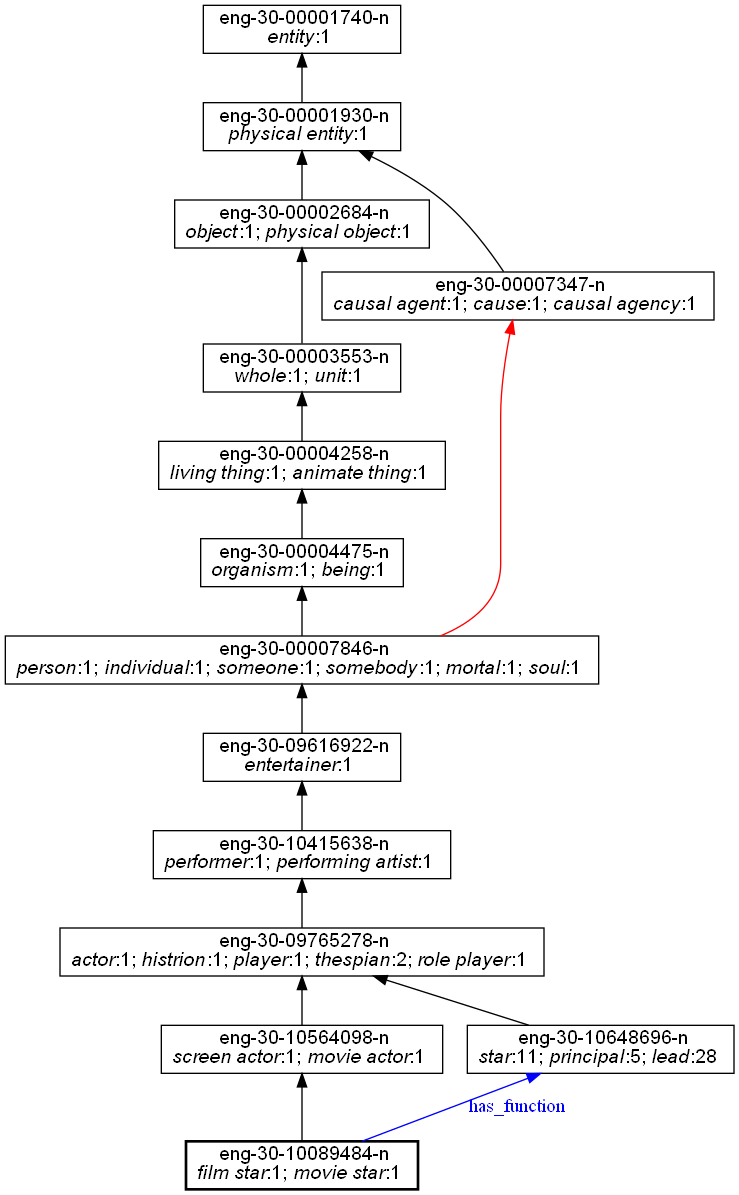 eng-30-00001740-n
entity:1
eng-30-00001930-n
physical entity:1
eng-30-00002684-n
object:1; physical object:1
eng-30-00007347-n
causal agent:1; cause:1; causal agency:1
eng-30-00003553-n
whole:1; unit:1
eng-30-00004258-n
living thing:1; animate thing:1
eng-30-00004475-n
organism:1; being:1
eng-30-00007846-n
person:1; individual:1; someone:1; somebody:1; mortal:1; soul:1
eng-30-09616922-n
entertainer:1
eng-30-10415638-n
performer:1; performing artist:1
eng-30-09765278-n
actor:1; histrion:1; player:1; thespian:2; role player:1
eng-30-10564098-n
screen actor:1; movie actor:1
eng-30-10648696-n
star:11; principal:5; lead:28
has_function
eng-30-10089484-n
film star:1; movie star:1